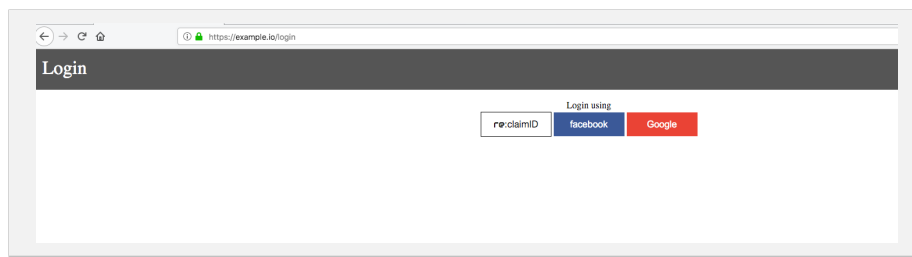 https://example.io/login
Login
Login using
re:claimID facebook Google